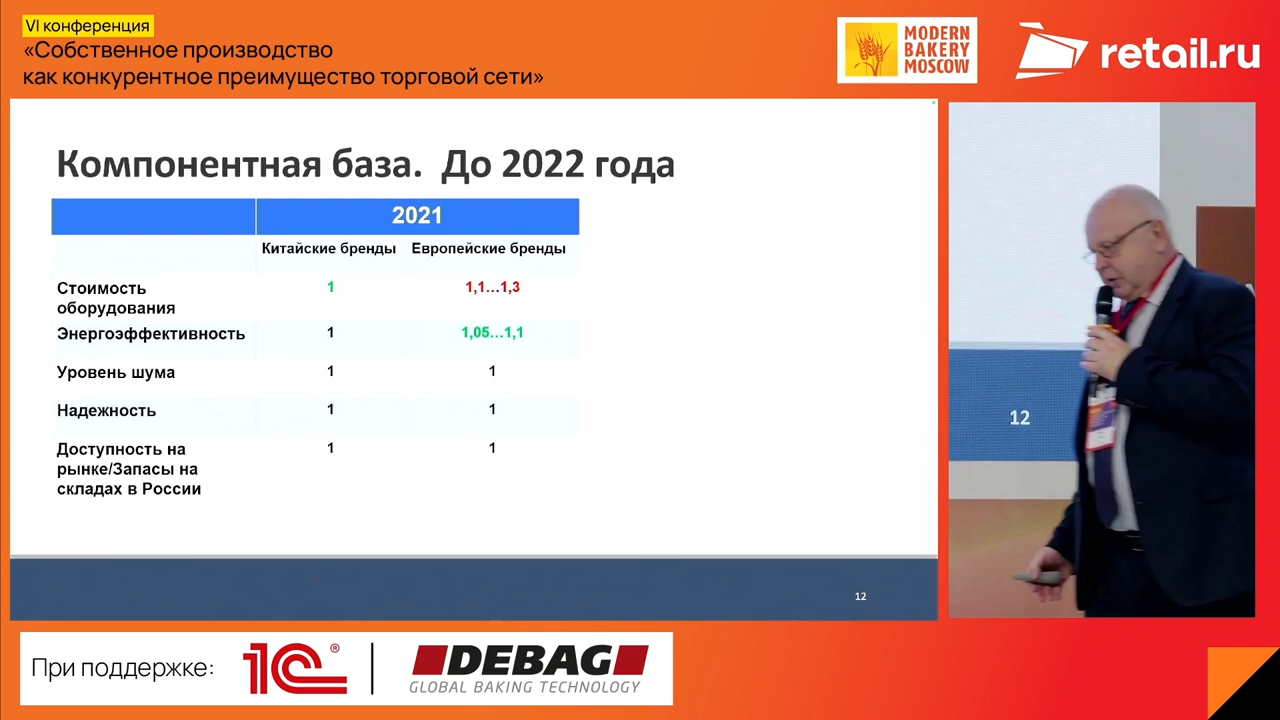 VI конференция
«Собственное производство
как конкурентное преимущество торговой сети»
MODERN
BAKERY
MOSCOW
retail.ru
Компонентная база. До 2022 года
2021
Китайские бренды Европейские бренды
Стоимость
оборудования 1 1,1...1,3
Энергоэффективность 1 1,05...1,1
Уровень шума 1 1
Надежность 1 1
Доступность на 1 1
рынке/Запасы на
складах в России
12
12
При поддержке:
1С®
DEBAG
GLOBAL BAKING TECHNOLOGY